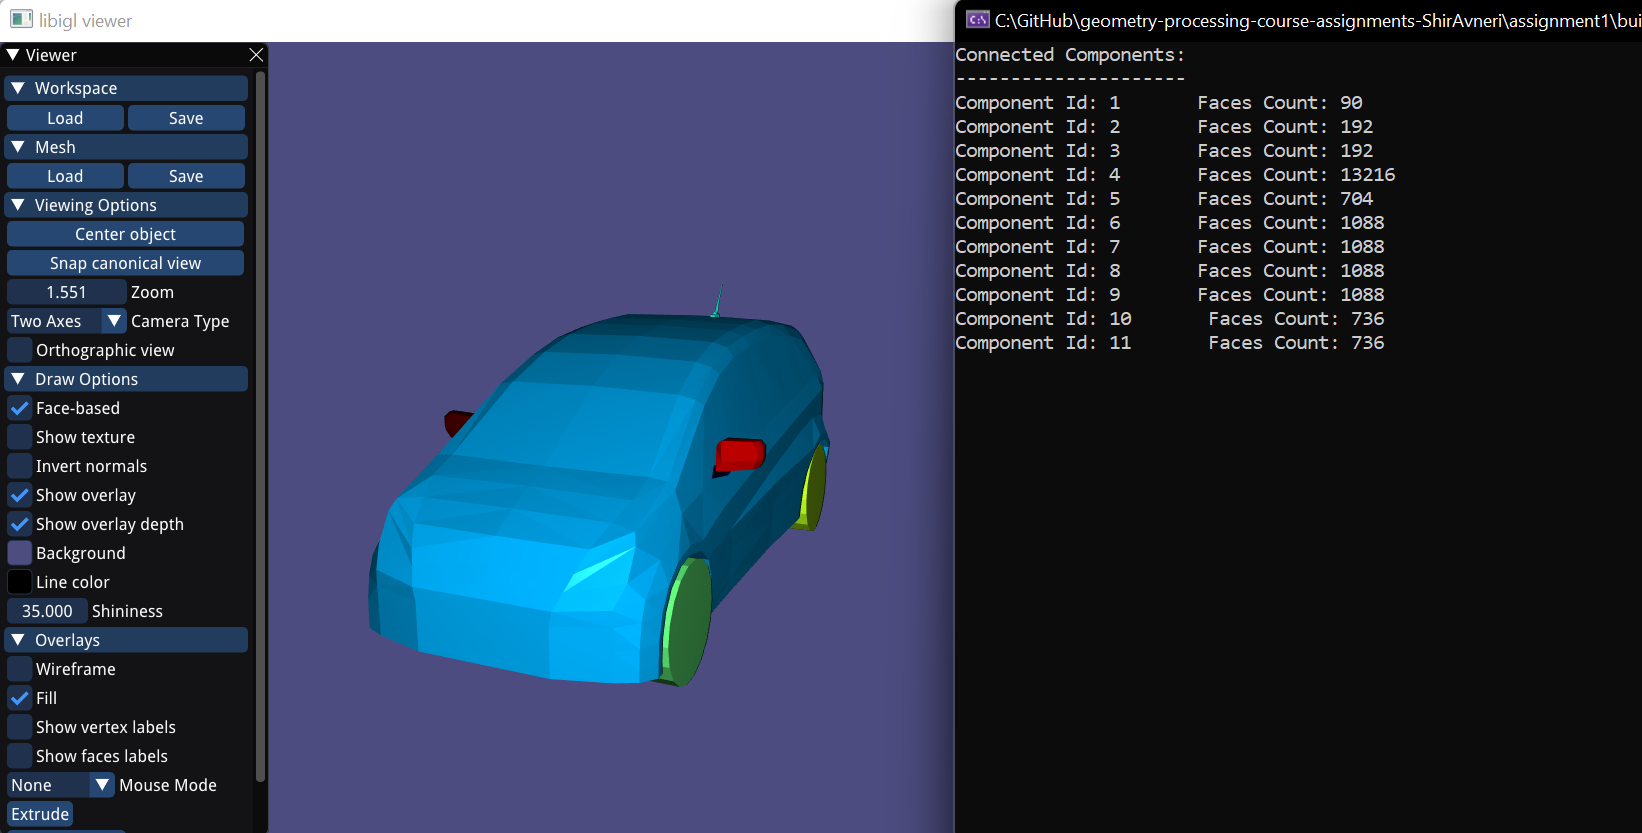 libigl viewer
Viewer
Workspace
Load Save
Mesh
Load Save
Viewing Options
Center object
Snap canonical view
1.551 Zoom
Two Axes Camera Type
Orthographic view
Draw Options
Face-based
Show texture
Invert normals
Show overlay
Show overlay depth
Background
Line color
35.000 Shininess
Overlays
Wireframe
Fill
Show vertex labels
Show faces labels
None Mouse Mode
Extrude
C:\GitHub\geometry-processing-course-assignments-ShirAvneri\assignment1\bui
Connected Components:
---------------------
Component Id: 1 Faces Count: 90
Component Id: 2 Faces Count: 192
Component Id: 3 Faces Count: 192
Component Id: 4 Faces Count: 13216
Component Id: 5 Faces Count: 704
Component Id: 6 Faces Count: 1088
Component Id: 7 Faces Count: 1088
Component Id: 8 Faces Count: 1088
Component Id: 9 Faces Count: 1088
Component Id: 10 Faces Count: 736
Component Id: 11 Faces Count: 736